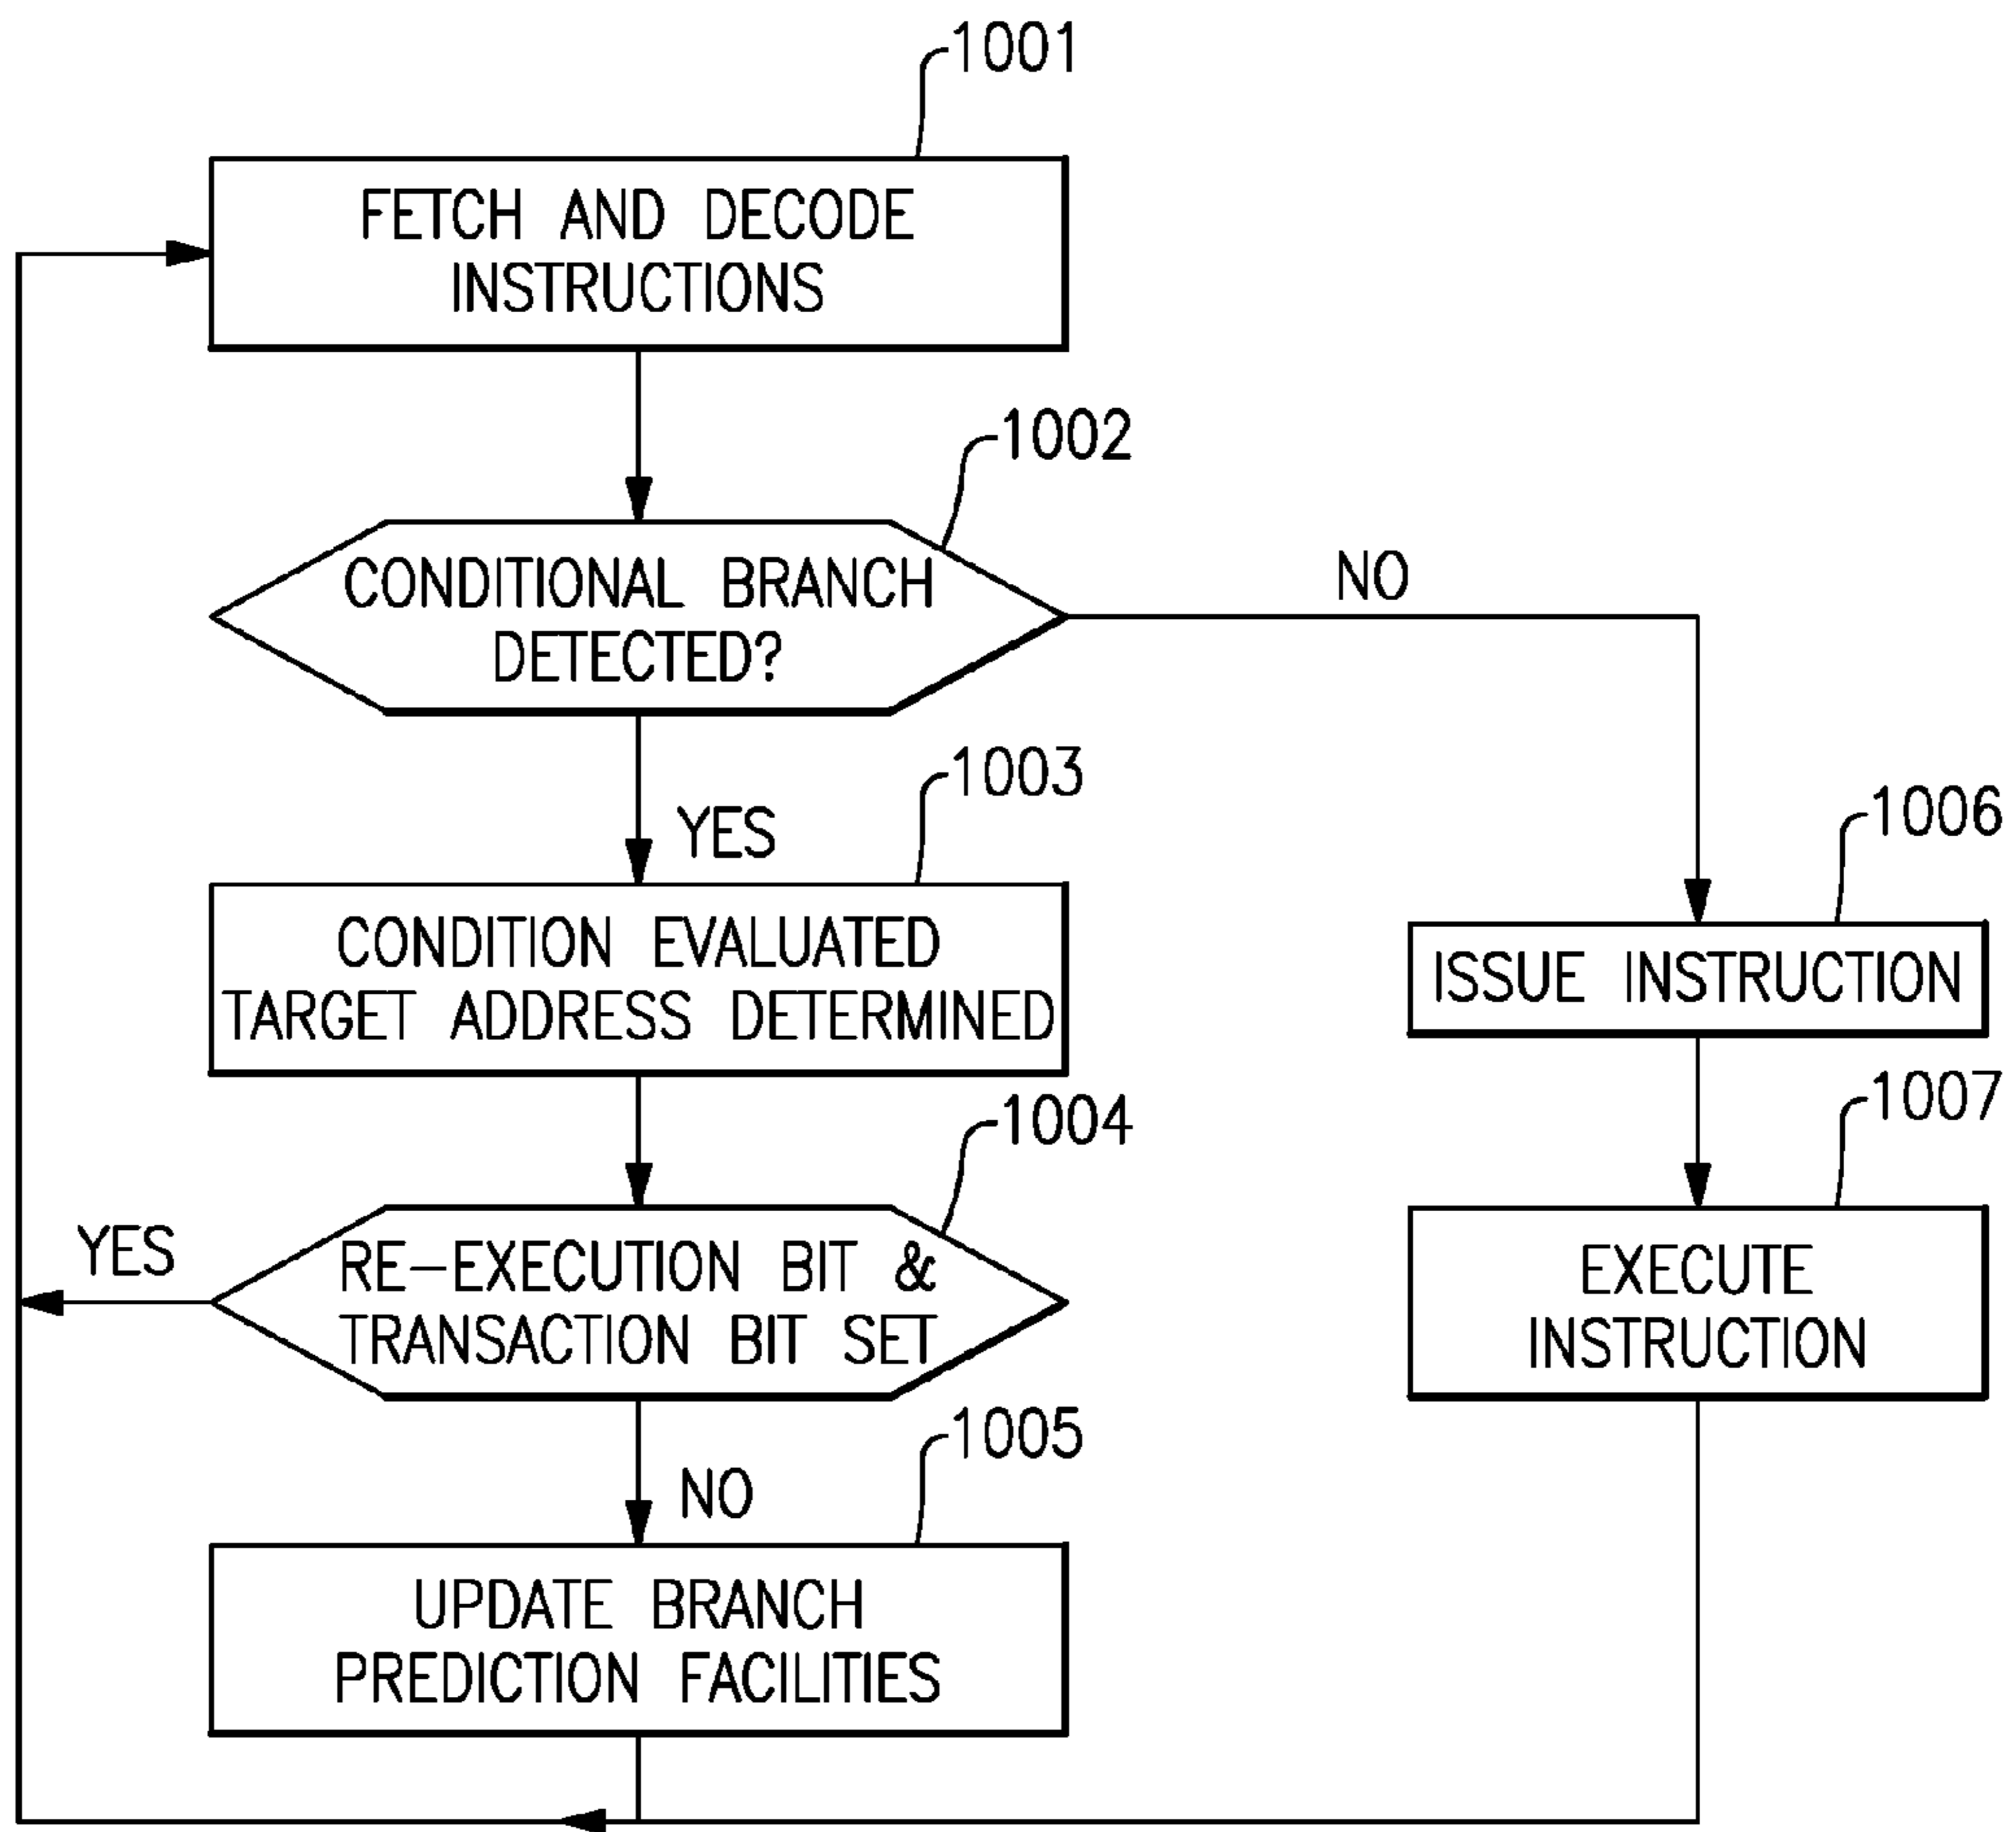 1001
FETCH AND DECODE
INSTRUCTIONS
1002
CONDITIONAL BRANCH
DETECTED?
NO
1003
YES
CONDITION EVALUATED
TARGET ADDRESS DETERMINED
1006
ISSUE INSTRUCTION
1004
YES
RE-EXECUTION BIT &
TRANSACTION BIT SET
1007
EXECUTE
INSTRUCTION
1005
NO
UPDATE BRANCH
PREDICTION FACILITIES